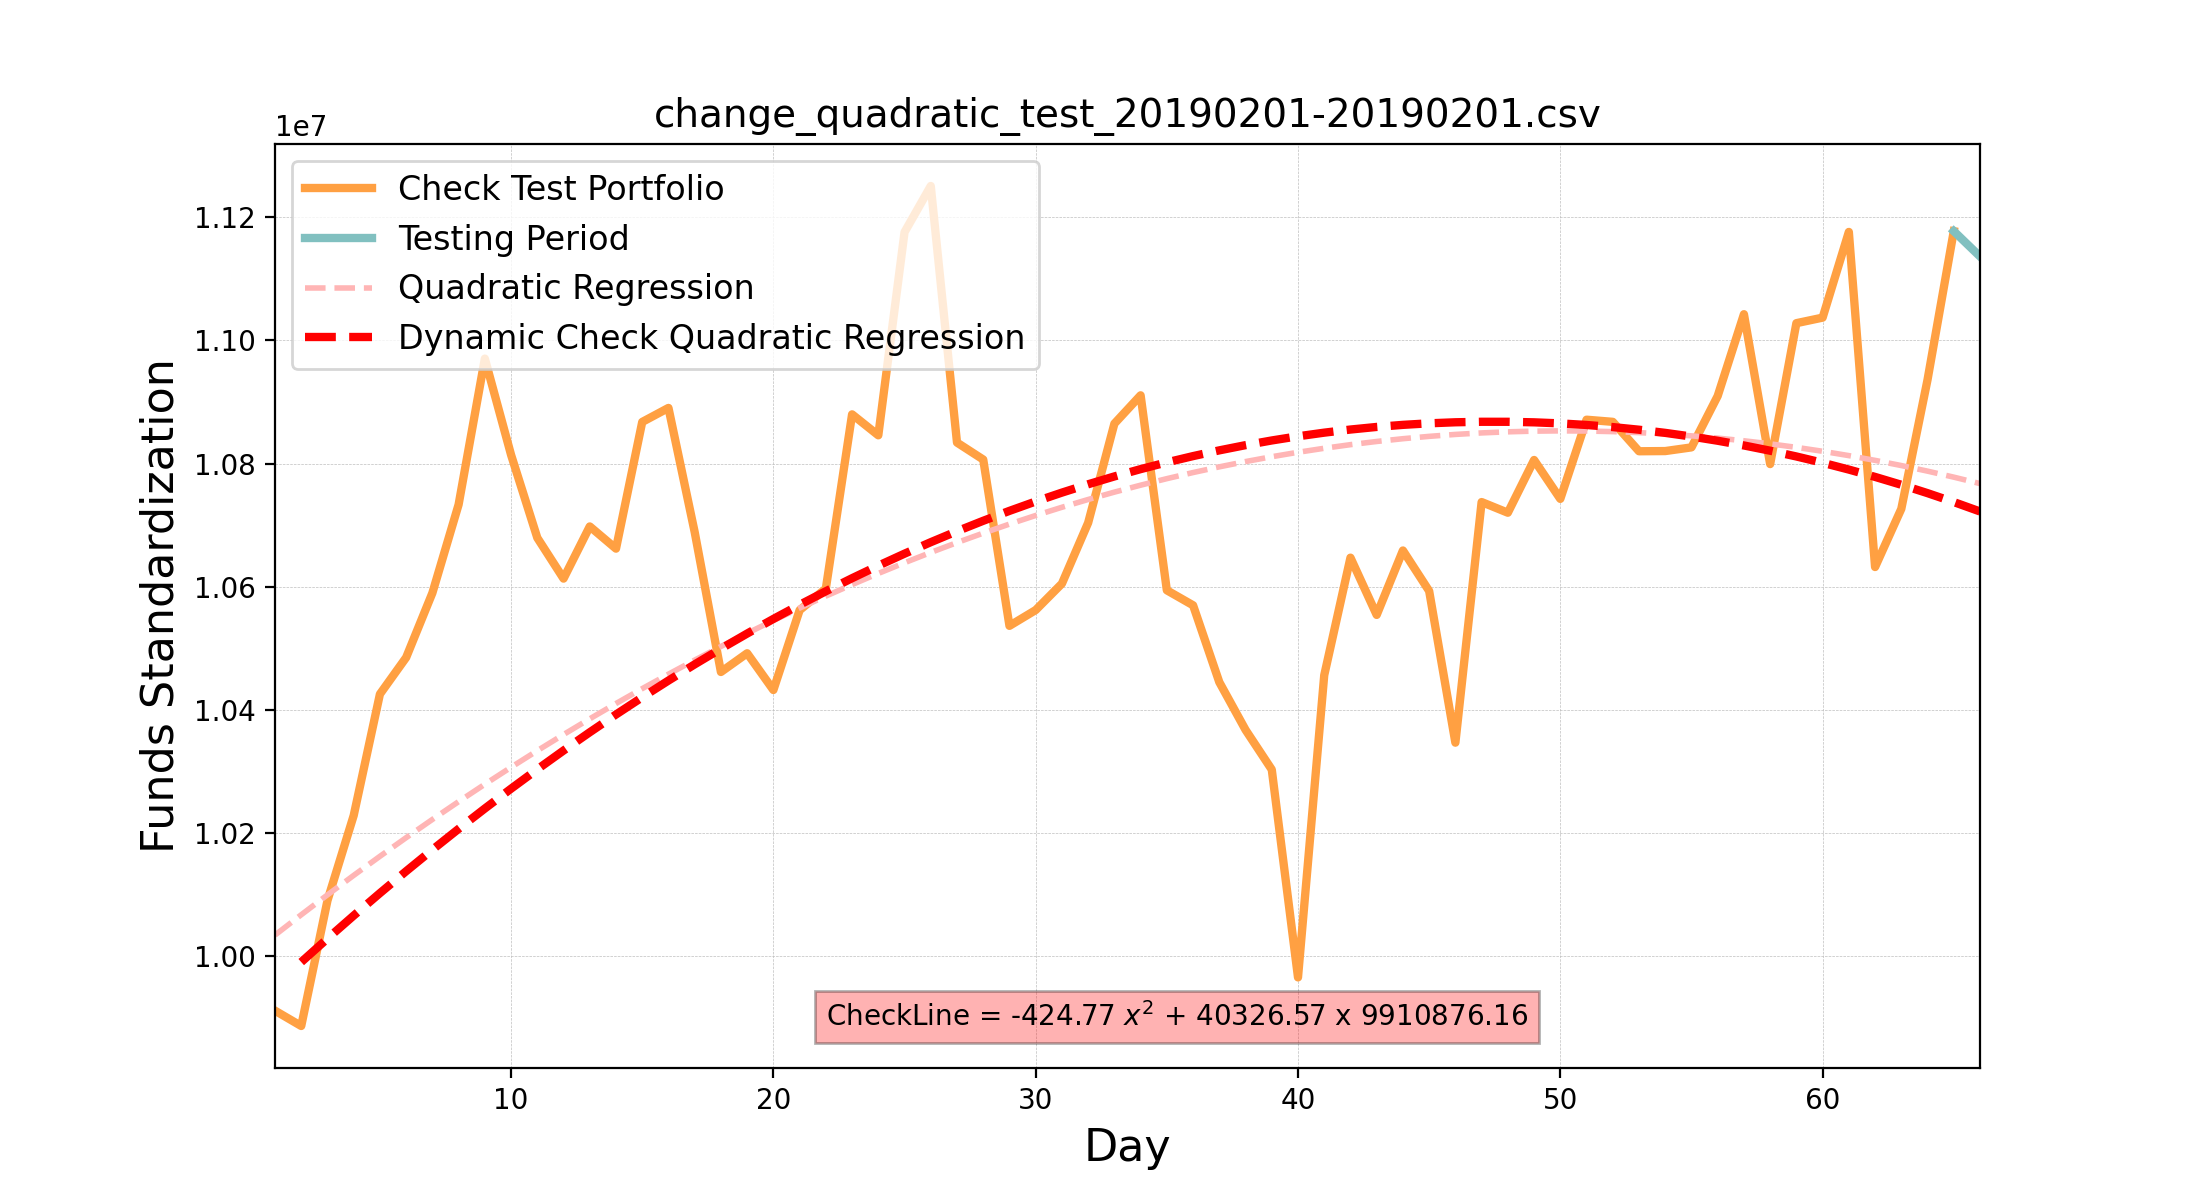 change_quadratic_test_20190201-20190201.csv
1e7
Check Test Portfolio
Testing Period
Quadratic Regression
Dynamic Check Quadratic Regression
1.12
1.10
1.08
1.06
1.04
1.02
1.00
Funds Standardization
CheckLine = -424.77 x² + 40326.57 x 9910876.16
10 20 30 40 50 60
Day